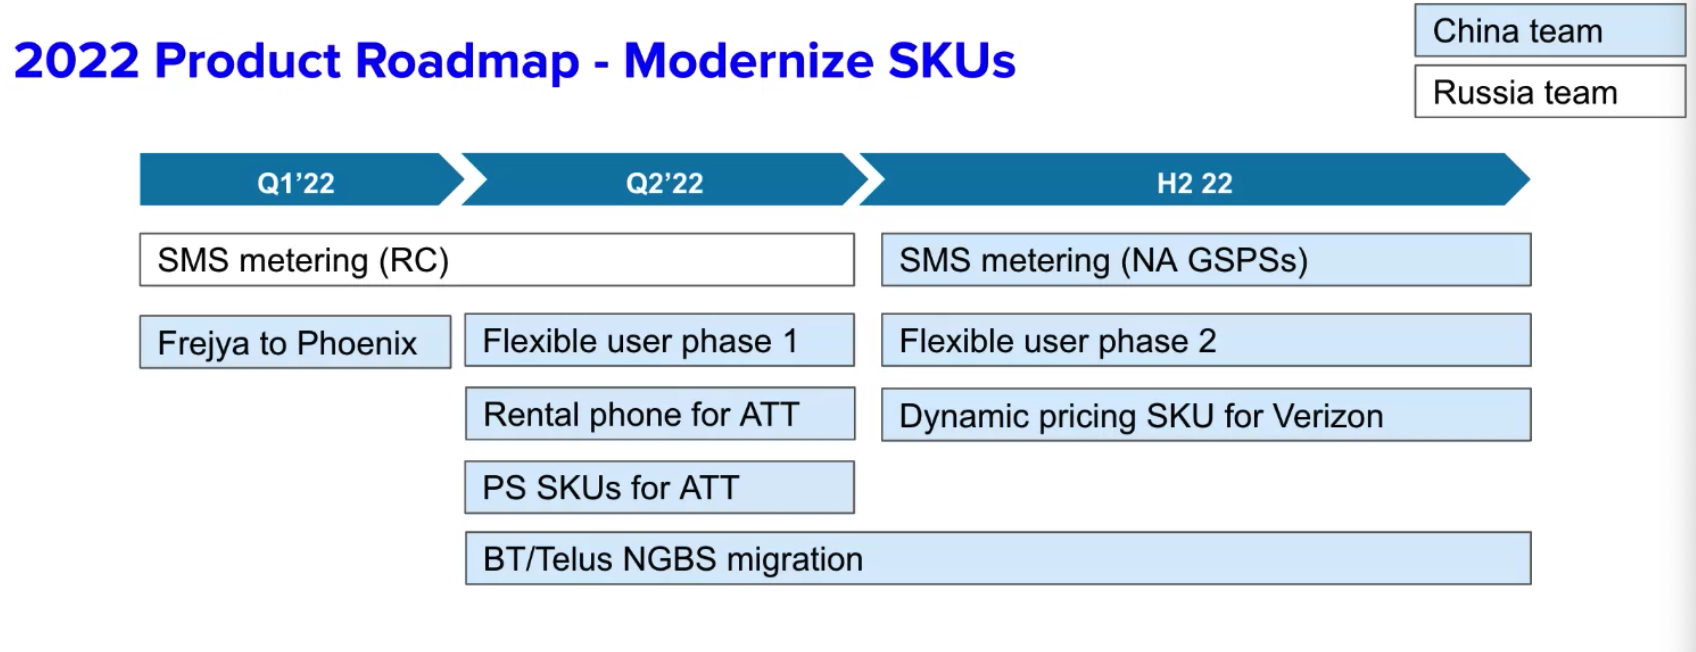 2022 Product Roadmap - Modernize SKUs
China team
Russia team
Q1’22
Q2’22
H2 22
SMS metering (RC)
SMS metering (NA GSPSs)
Frejya to Phoenix
Flexible user phase 1
Flexible user phase 2
Rental phone for ATT
Dynamic pricing SKU for Verizon
PS SKUs for ATT
BT/Telus NGBS migration